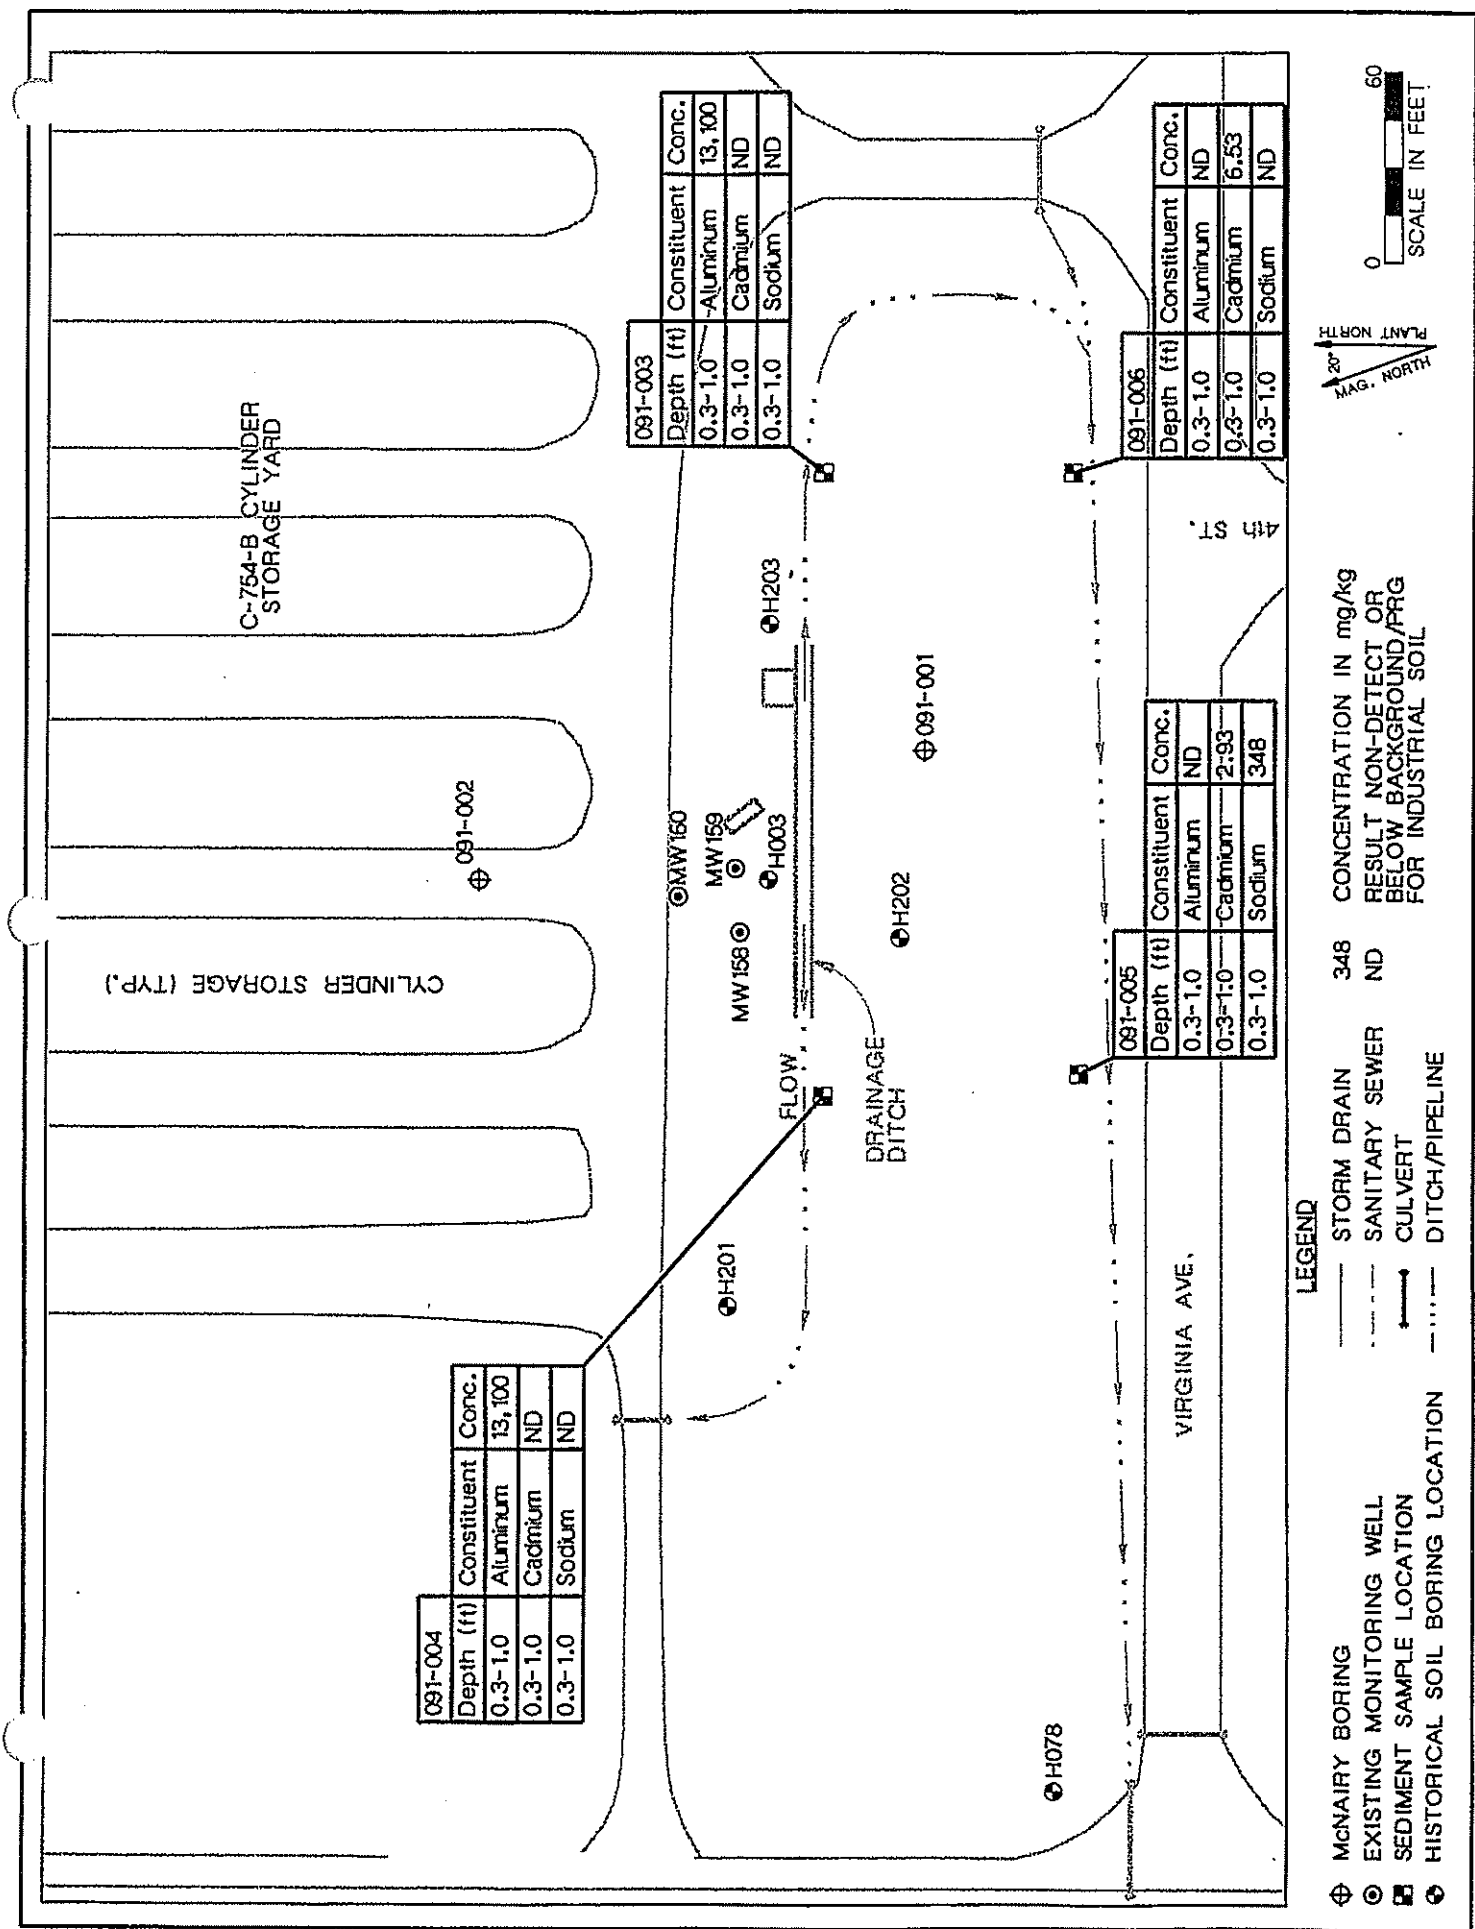 C-754-B CYLINDER
STORAGE YARD
CYLINDER STORAGE (TYP.)
091-002
091-003
Depth (ft) Constituent Conc.
0.3-1.0 Aluminum 13,100
0.3-1.0 Cadmium ND
0.3-1.0 Sodium ND
091-004
Depth (ft) Constituent Conc.
0.3-1.0 Aluminum 13,100
0.3-1.0 Cadmium ND
0.3-1.0 Sodium ND
MW160
MW159
MW158
H003
H203
H201
FLOW
DRAINAGE
DITCH
H202
091-001
H078
091-005
Depth (ft) Constituent Conc.
0.3-1.0 Aluminum ND
0.3-1.0 Cadmium 2.93
0.3-1.0 Sodium 348
091-006
Depth (ft) Constituent Conc.
0.3-1.0 Aluminum ND
0.3-1.0 Cadmium 6.53
0.3-1.0 Sodium ND
4th ST.
VIRGINIA AVE.
LEGEND
McNAIRY BORING
EXISTING MONITORING WELL
SEDIMENT SAMPLE LOCATION
HISTORICAL SOIL BORING LOCATION
STORM DRAIN
SANITARY SEWER
CULVERT
DITCH/PIPELINE
348 CONCENTRATION IN mg/kg
ND RESULT NON-DETECT OR
BELOW BACKGROUND/PRG
FOR INDUSTRIAL SOIL
20°
MAG. NORTH
PLANT NORTH
0 60
SCALE IN FEET